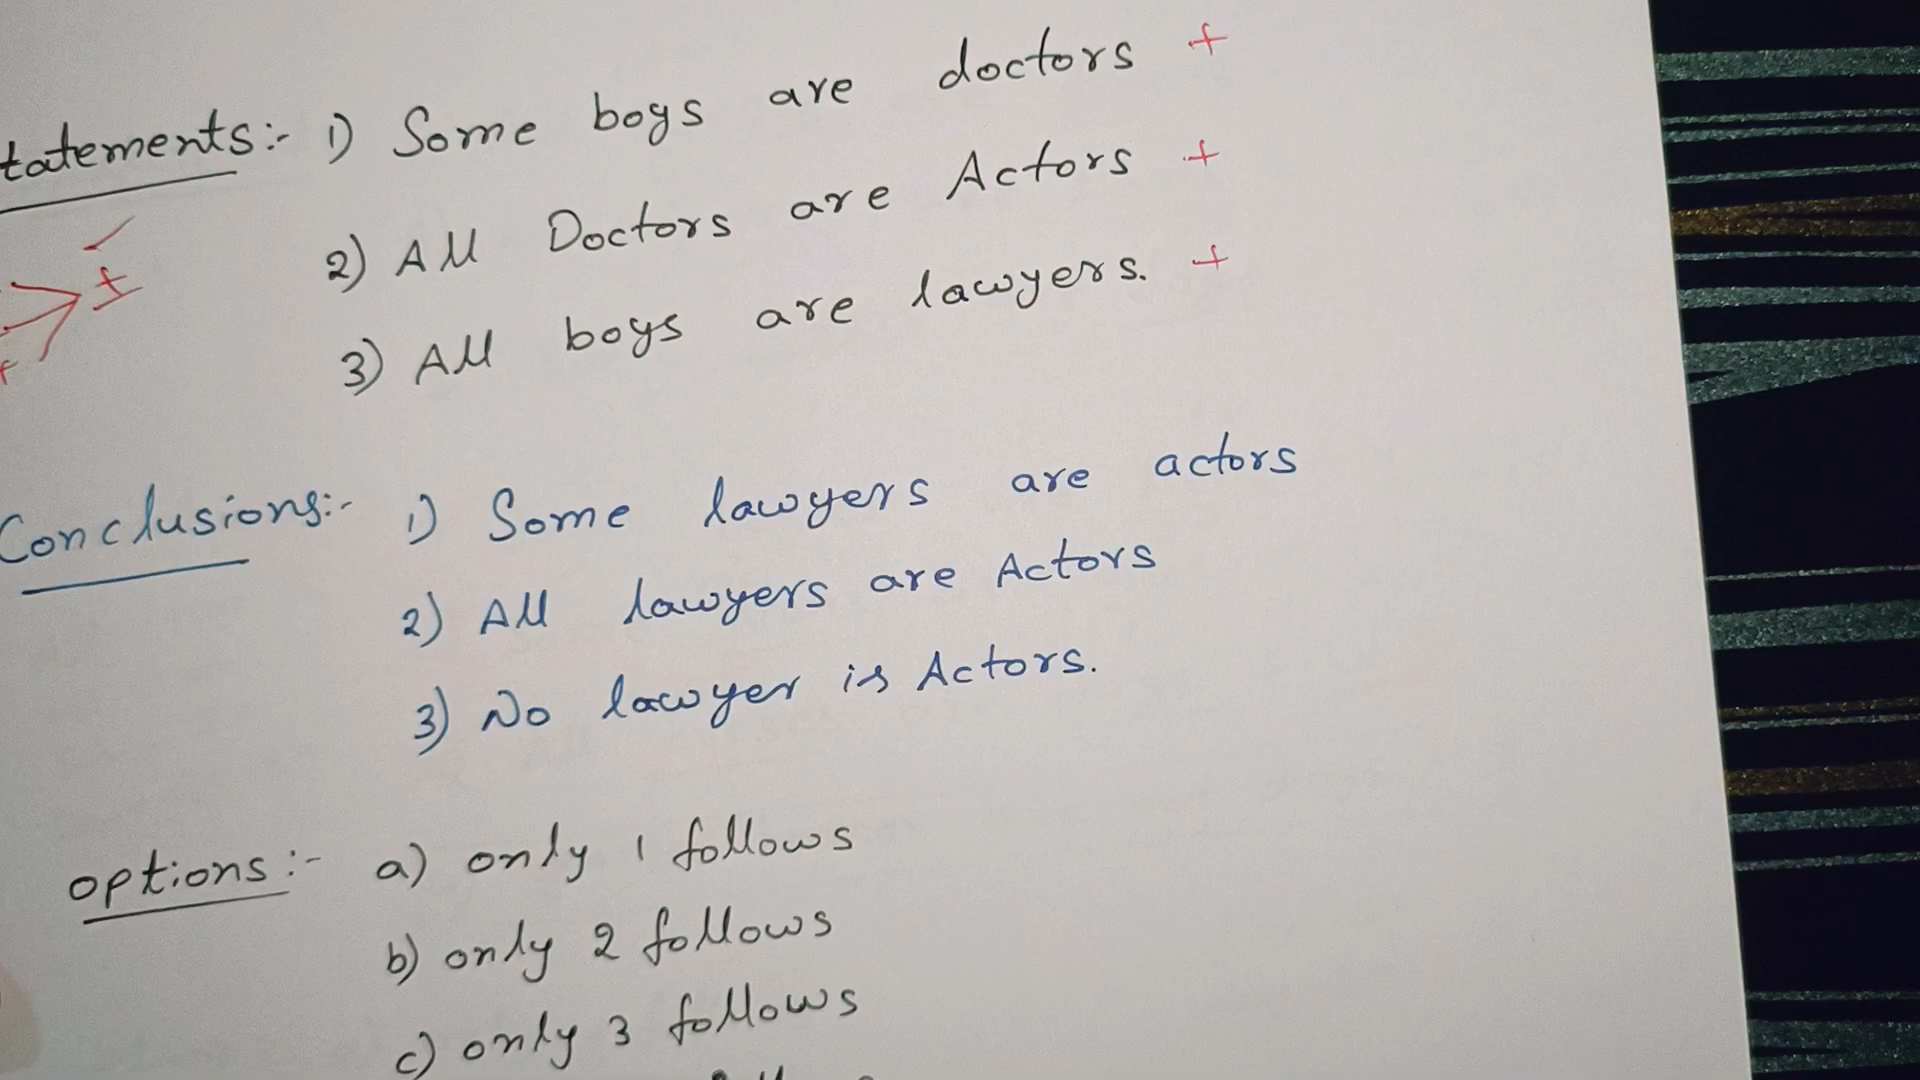 tatements:- 1) Some boys are doctors +
2) All Doctors are Actors +
±
3) All boys are lawyers. +
Conclusions:- 1) Some lawyers are actors
2) All lawyers are Actors
3) No lawyer is Actors.
options:- a) only 1 follows
b) only 2 follows
c) only 3 follows